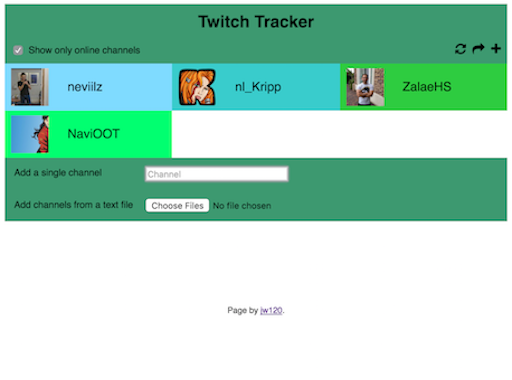 Twitch Tracker
Show only online channels
neviilz
nl_Kripp
ZalaeHS
NaviOOT
Add a single channel
Channel
Add channels from a text file
Choose Files No file chosen
Page by jw120.